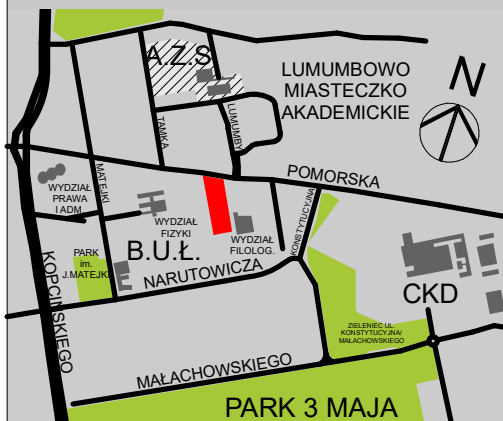 A.Z.S
LUMUMBOWO
MIASTECZKO
AKADEMICKIE
N
TAMKA
LUMUMBY
MATEJKI
POMORSKA
WYDZIAŁ
PRAWA
I ADM.
WYDZIAŁ
FIZYKI
WYDZIAŁ
FILOLOG.
KONSTYTUCYJNA
B.U.Ł.
PARK
im.
J.MATEJKI
NARUTOWICZA
KOPCIŃSKIEGO
CKD
ZIELENIEC UL.
KONSTYTUCYJNA/
MAŁACHOWSKIEGO
MAŁACHOWSKIEGO
PARK 3 MAJA